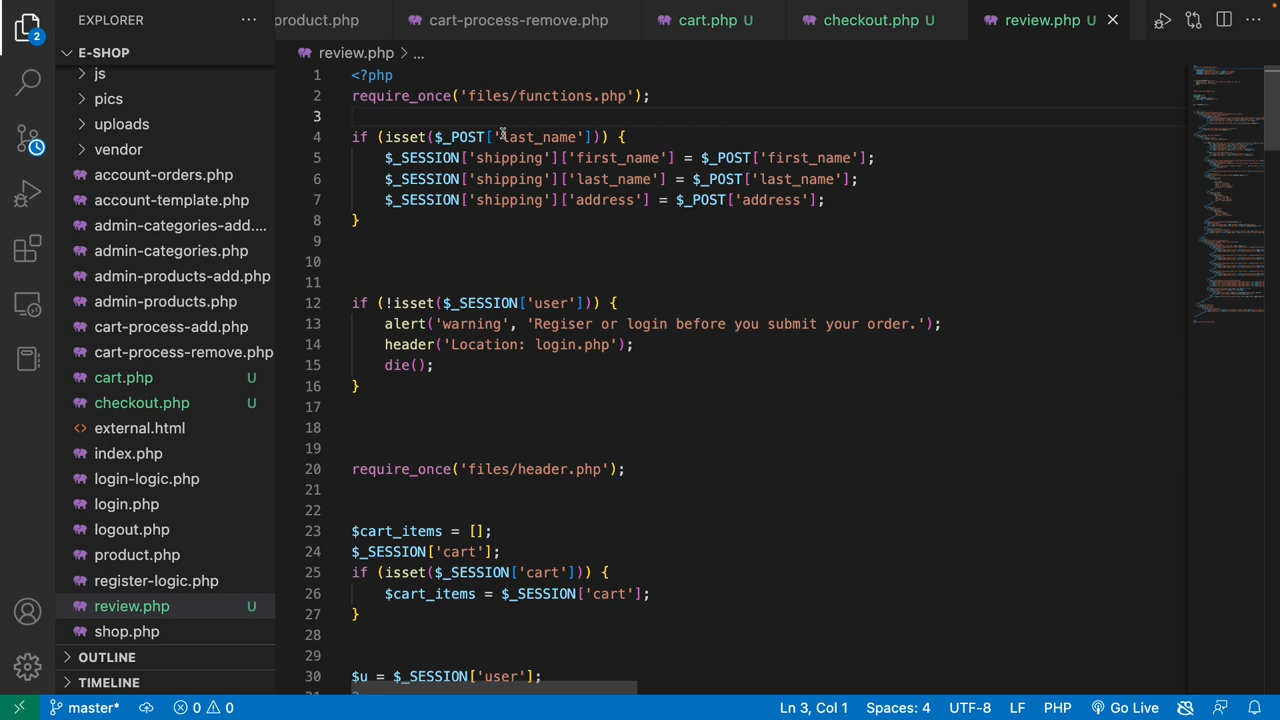 EXPLORER
product.php
cart-process-remove.php
cart.php U
checkout.php U
review.php U
2
E-SHOP
review.php > ...
js
pics
uploads
vendor
account-orders.php
account-template.php
admin-categories-add....
admin-categories.php
admin-products-add.php
admin-products.php
cart-process-add.php
cart-process-remove.php
cart.php U
checkout.php U
external.html
index.php
login-logic.php
login.php
logout.php
product.php
register-logic.php
review.php U
shop.php
OUTLINE
TIMELINE
1 <?php
2 require_once('files/functions.php');
3
4 if (isset($_POST['last_name'])) {
5 $_SESSION['shipping']['first_name'] = $_POST['first_name'];
6 $_SESSION['shipping']['last_name'] = $_POST['last_name'];
7 $_SESSION['shipping']['address'] = $_POST['address'];
8 }
9
10
11
12 if (!isset($_SESSION['user'])) {
13 alert('warning', 'Regiser or login before you submit your order.');
14 header('Location: login.php');
15 die();
16 }
17
18
19
20 require_once('files/header.php');
21
22
23 $cart_items = [];
24 $_SESSION['cart'];
25 if (isset($_SESSION['cart'])) {
26 $cart_items = $_SESSION['cart'];
27 }
28
29
30 $u = $_SESSION['user'];
master* 0 0 Ln 3, Col 1 Spaces: 4 UTF-8 LF PHP Go Live